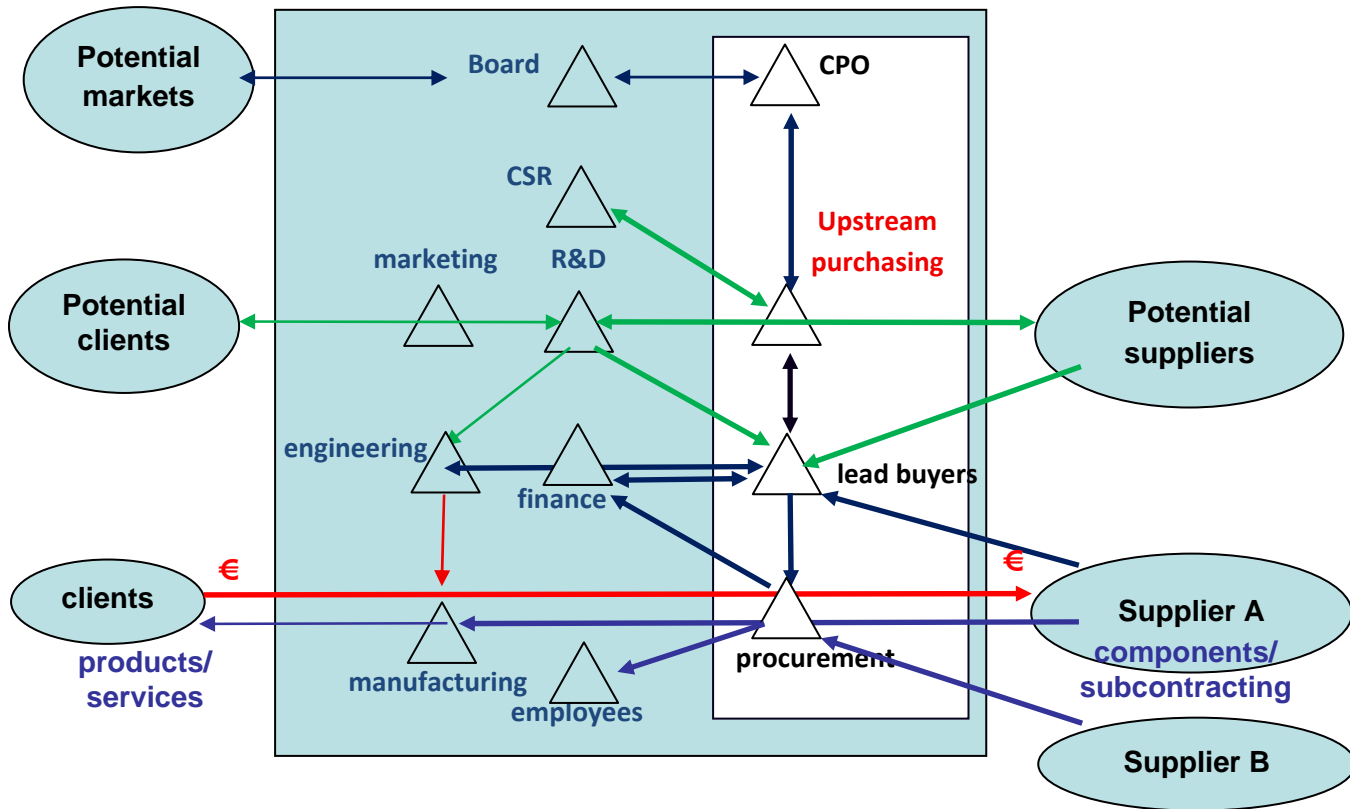 Potential
markets
Board
CPO
CSR
Upstream
purchasing
marketing
R&D
Potential
clients
Potential
suppliers
engineering
finance
lead buyers
€
€
clients
Supplier A
products/
services
manufacturing
employees
procurement
components/
subcontracting
Supplier B